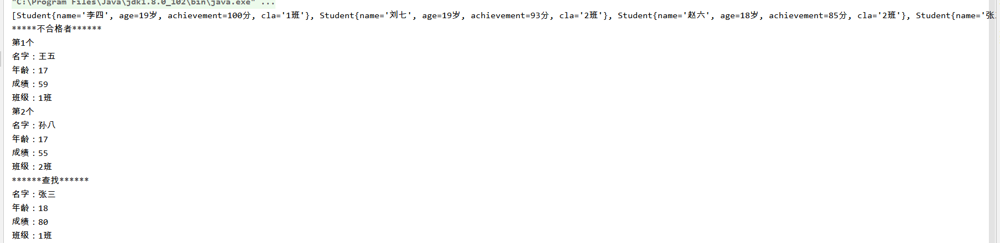 "C:\Program Files\Java\jdk1.8.0_102\bin\java.exe" ...
[Student{name='李四', age=19岁, achievement=100分, cla='1班'}, Student{name='刘七', age=19岁, achievement=93分, cla='2班'}, Student{name='赵六', age=18岁, achievement=85分, cla='2班'}, Student{name='张
*****不合格者******
第1个
名字：王五
年龄：17
成绩：59
班级：1班
第2个
名字：孙八
年龄：17
成绩：55
班级：2班
******查找******
名字：张三
年龄：18
成绩：80
班级：1班